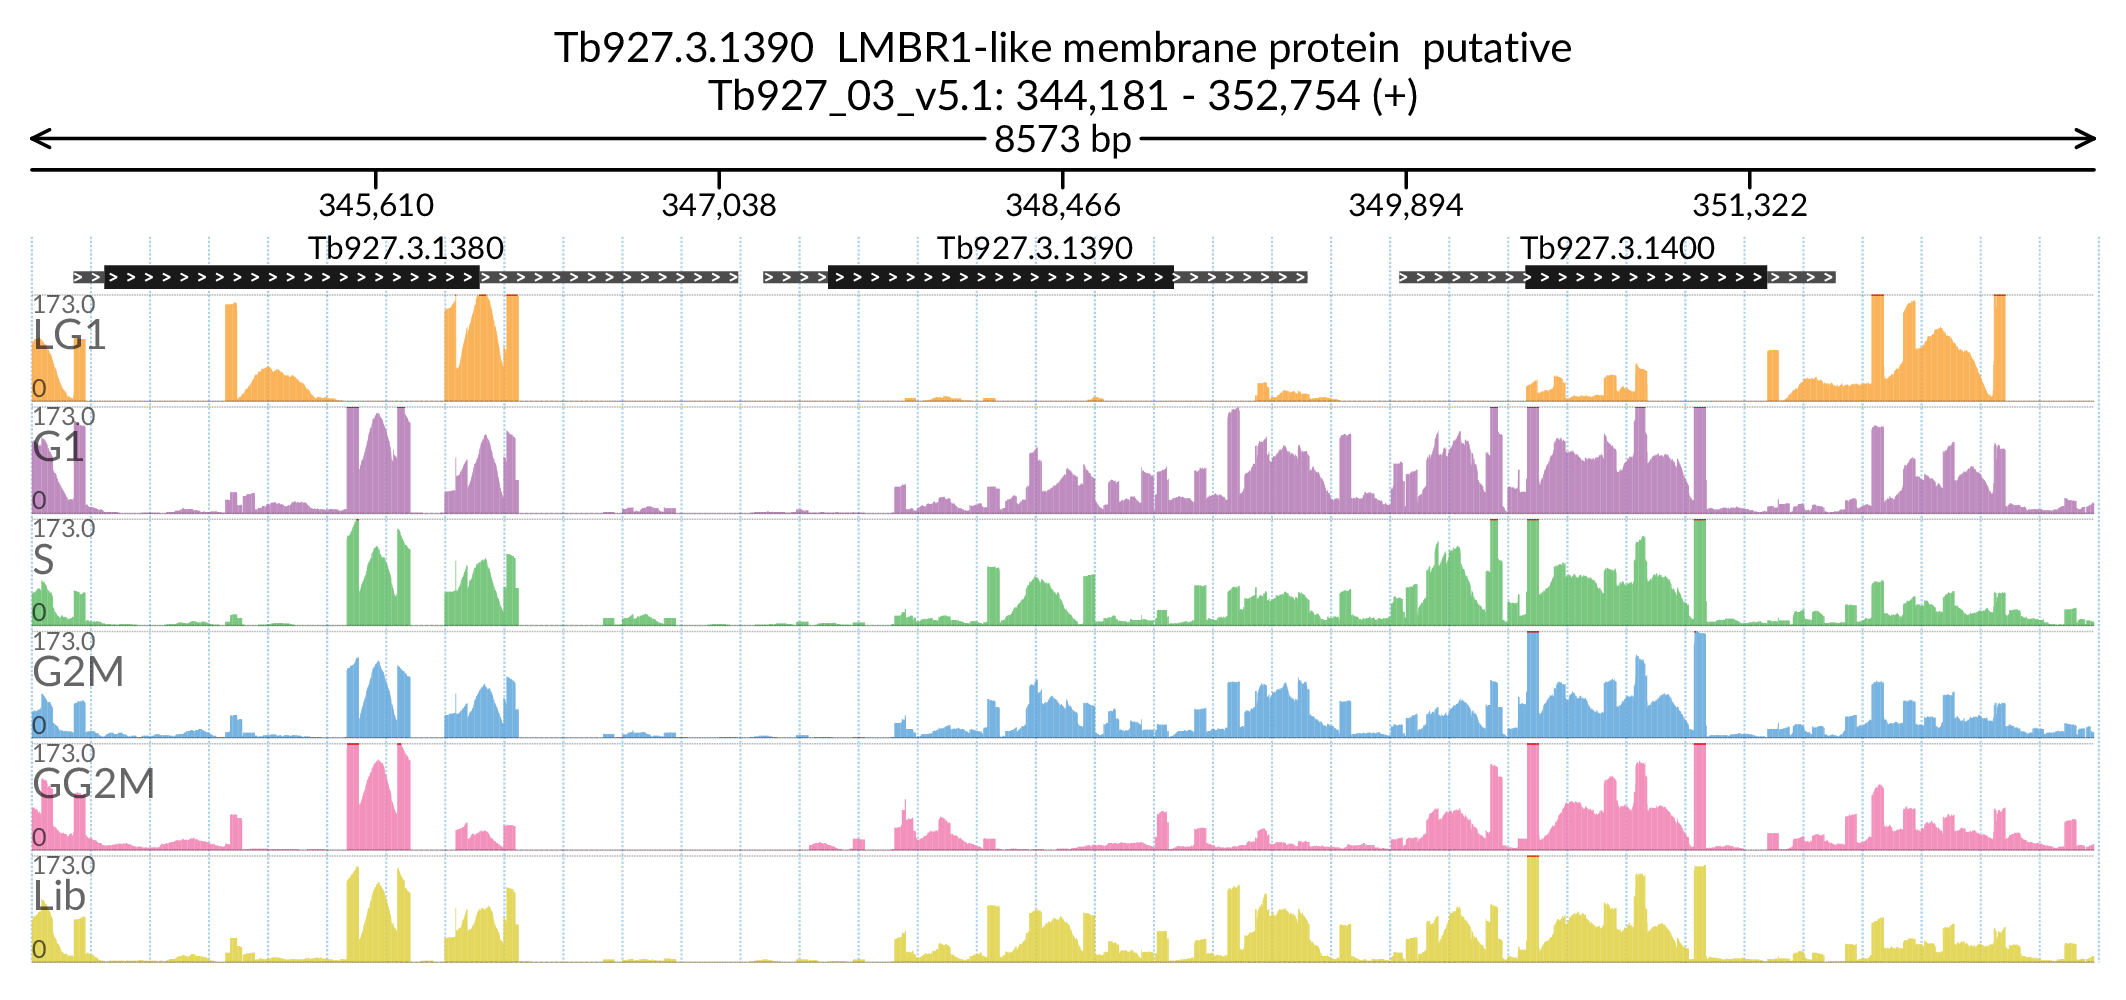 Tb927.3.1390 LMBR1-like membrane protein putative
Tb927_03_v5.1: 344,181 - 352,754 (+)
8573 bp
345,610 347,038 348,466 349,894 351,322
Tb927.3.1380 Tb927.3.1390 Tb927.3.1400
173.0
LG1
0
173.0
G1
0
173.0
S
0
173.0
G2M
0
173.0
GG2M
0
173.0
Lib
0